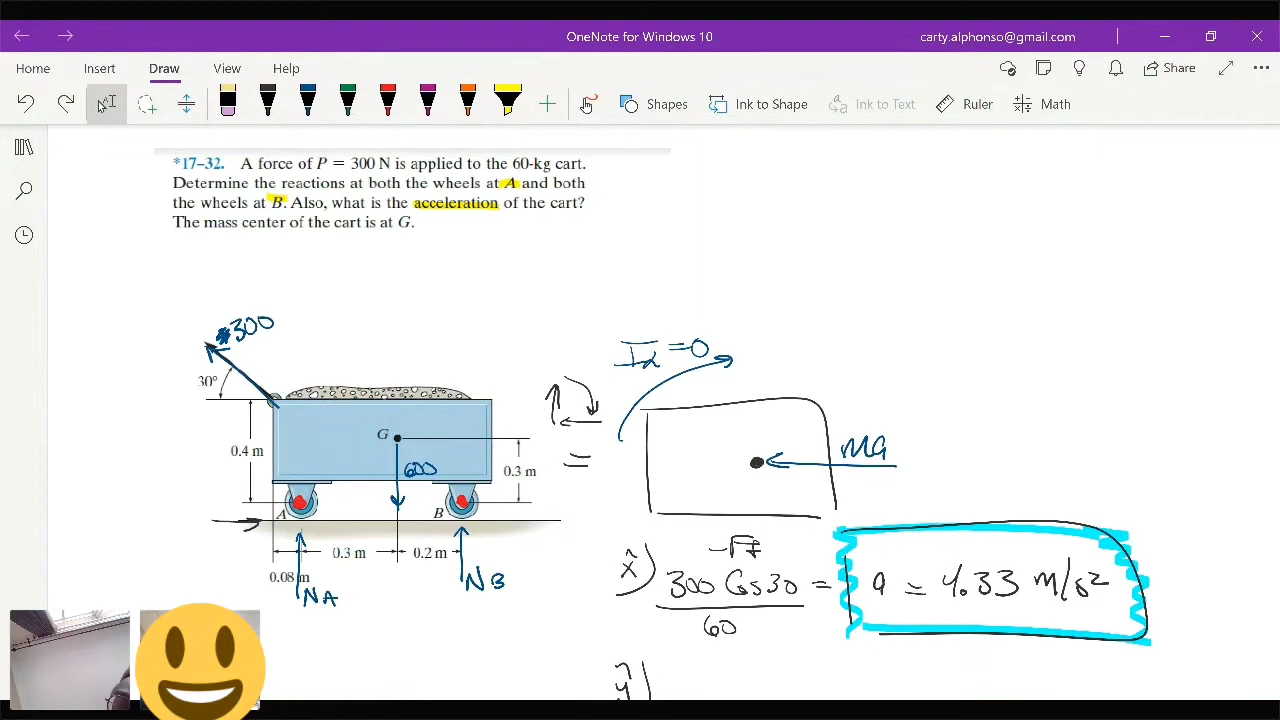 OneNote for Windows 10
carty.alphonso@gmail.com
Home Insert Draw View Help
Share
Shapes Ink to Shape Ink to Text Ruler Math
*17–32. A force of P = 300 N is applied to the 60-kg cart.
Determine the reactions at both the wheels at A and both
the wheels at B. Also, what is the acceleration of the cart?
The mass center of the cart is at G.
300
30°
G
0.4 m
600
0.3 m
A
B
0.3 m
0.2 m
0.08 m
NA
NB
Iα = 0
=
ma
x̂)
300 Cos30 =
60
a = 4.33 m/s²
ŷ)